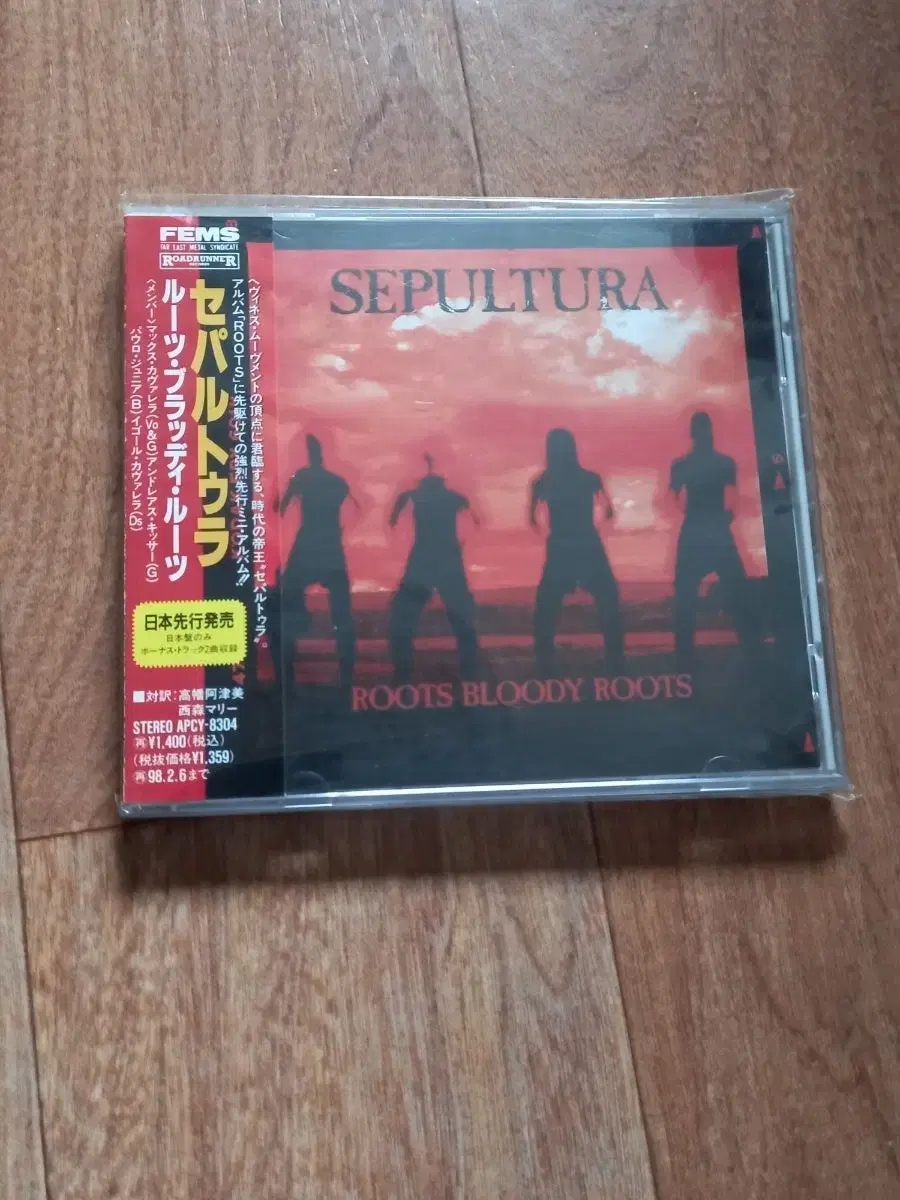 FEMS
FAR EAST METAL SYNDICATE
ROADRUNNER
〈ヴィネス・ムーヴメントの頂点に君臨する、時代の帝王“セパルトゥラ”。
アルバム「ROOTS」に先駆けての強烈先行ミニ・アルバム!!
セパルトゥラ
ルーツ・ブラッディ・ルーツ
〈メンバー〉マックス・カヴァレラ(Vo&G)アンドレアス・キッサー(G)
パウロ・ジュニア(B)イゴール・カヴァレラ(Ds)
日本先行発売
日本盤のみ
ボーナス・トラック2曲収録
■対訳:高橋阿津美
西森マリー
STEREO APCY-8304
再¥1,400(税込)
(税抜価格¥1,359)
再98.2.6まで
SEPULTURA
ROOTS BLOODY ROOTS